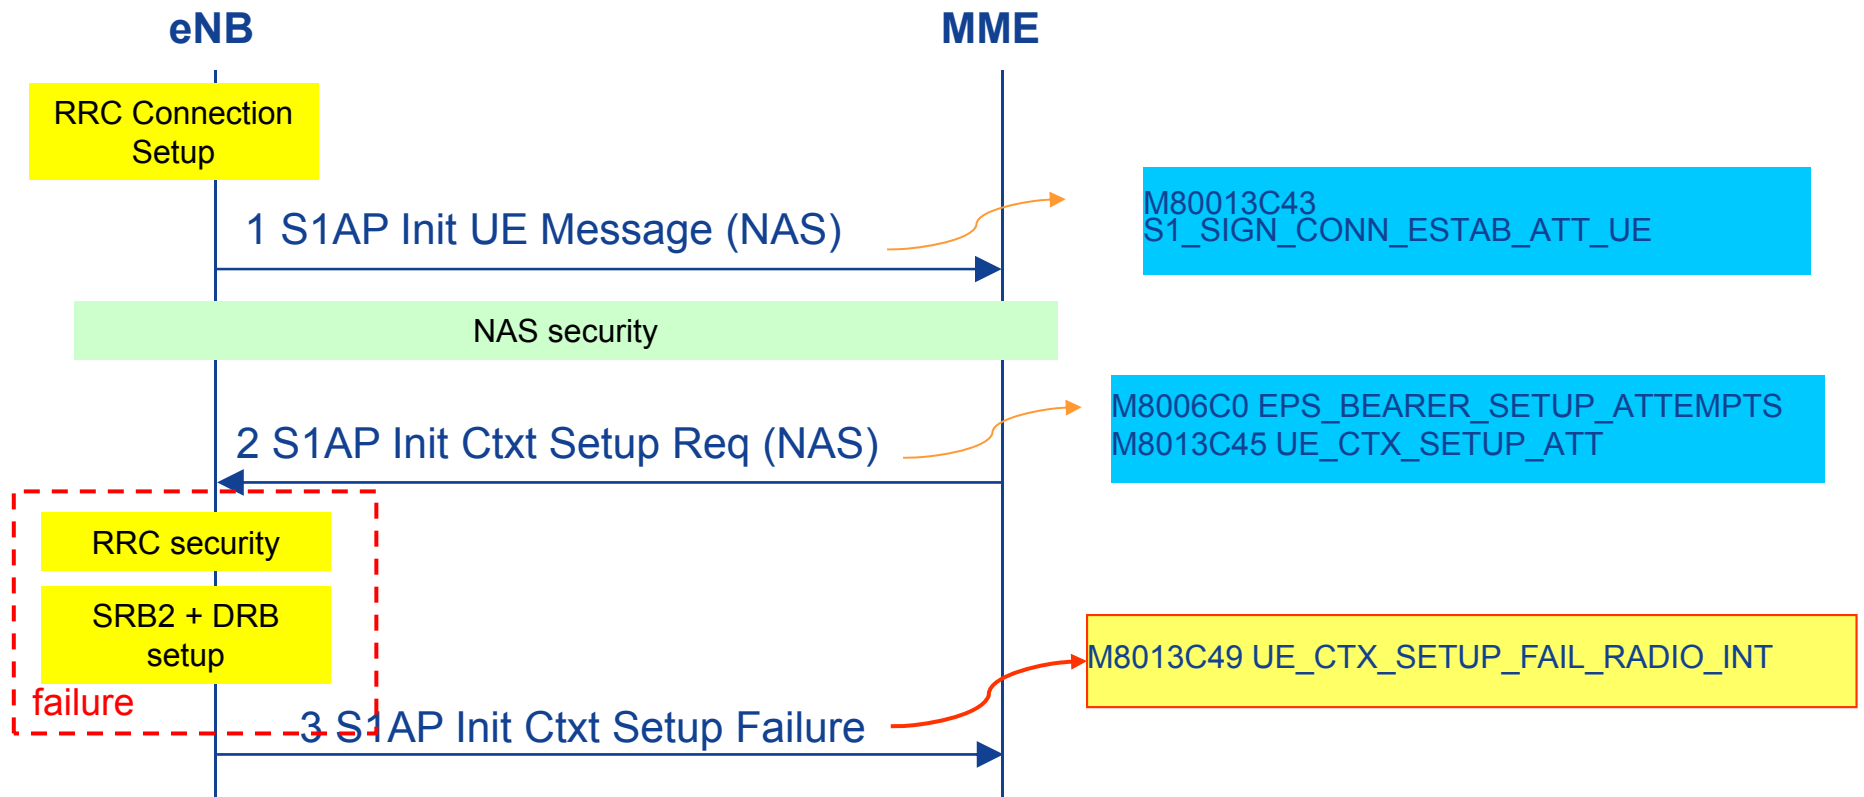 eNB
MME
RRC Connection
Setup
1 S1AP Init UE Message (NAS)
M80013C43
S1_SIGN_CONN_ESTAB_ATT_UE
NAS security
2 S1AP Init Ctxt Setup Req (NAS)
M8006C0 EPS_BEARER_SETUP_ATTEMPTS
M8013C45 UE_CTX_SETUP_ATT
RRC security
SRB2 + DRB
setup
failure
M8013C49 UE_CTX_SETUP_FAIL_RADIO_INT
3 S1AP Init Ctxt Setup Failure